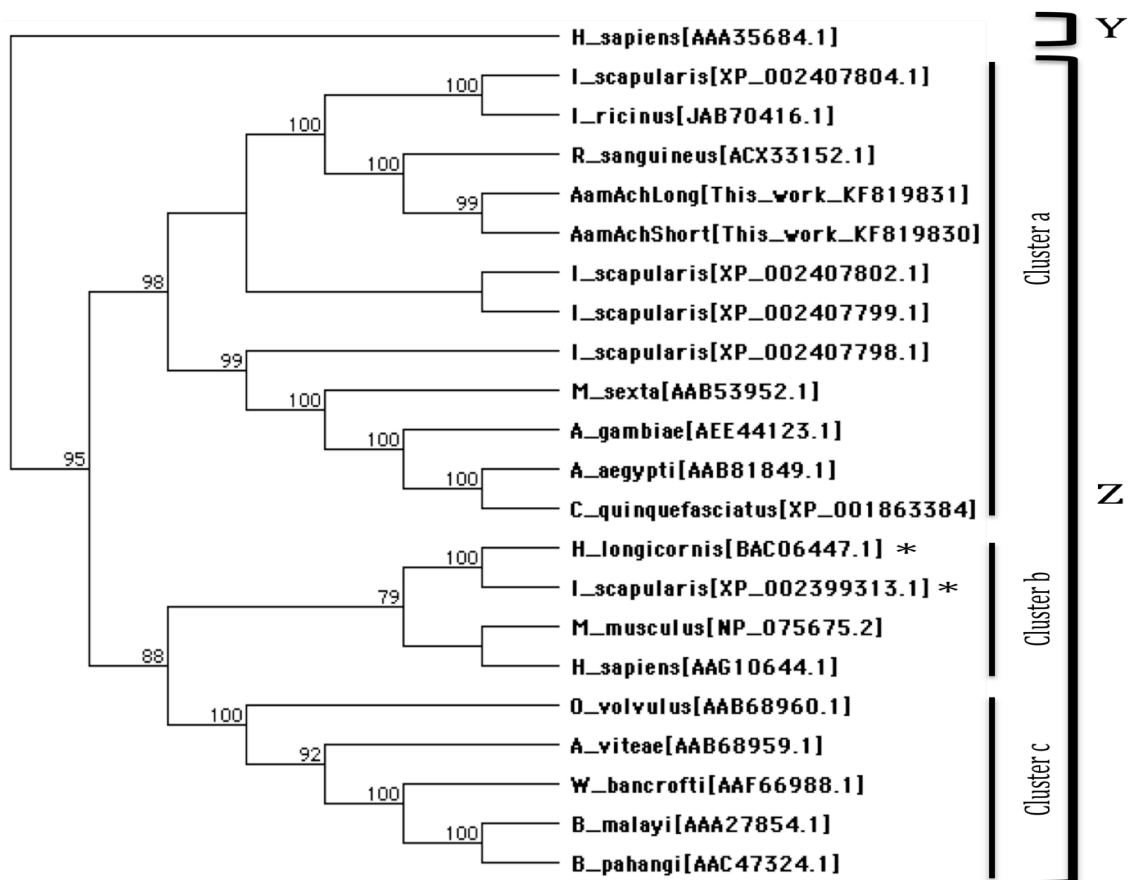 H_sapiens[AAA35684.1]
Y
100
I_scapularis[XP_002407804.1]
100
I_ricinus[JAB70416.1]
100
R_sanguineus[ACX33152.1]
99
AamAchLong[This_work_KF819831]
AamAchShort[This_work_KF819830]
Cluster a
98
I_scapularis[XP_002407802.1]
I_scapularis[XP_002407799.1]
99
I_scapularis[XP_002407798.1]
100
M_sexta[AAB53952.1]
100
A_gambiae[AEE44123.1]
95
100
A_aegypti[AAB81849.1]
C_quinquefasciatus[XP_001863384]
Z
100
H_longicornis[BAC06447.1] *
79
I_scapularis[XP_002399313.1] *
Cluster b
M_musculus[NP_075675.2]
88
H_sapiens[AAG10644.1]
100
O_volvulus[AAB68960.1]
92
A_viteae[AAB68959.1]
Cluster c
100
W_bancrofti[AAF66988.1]
100
B_malayi[AAA27854.1]
B_pahangi[AAC47324.1]